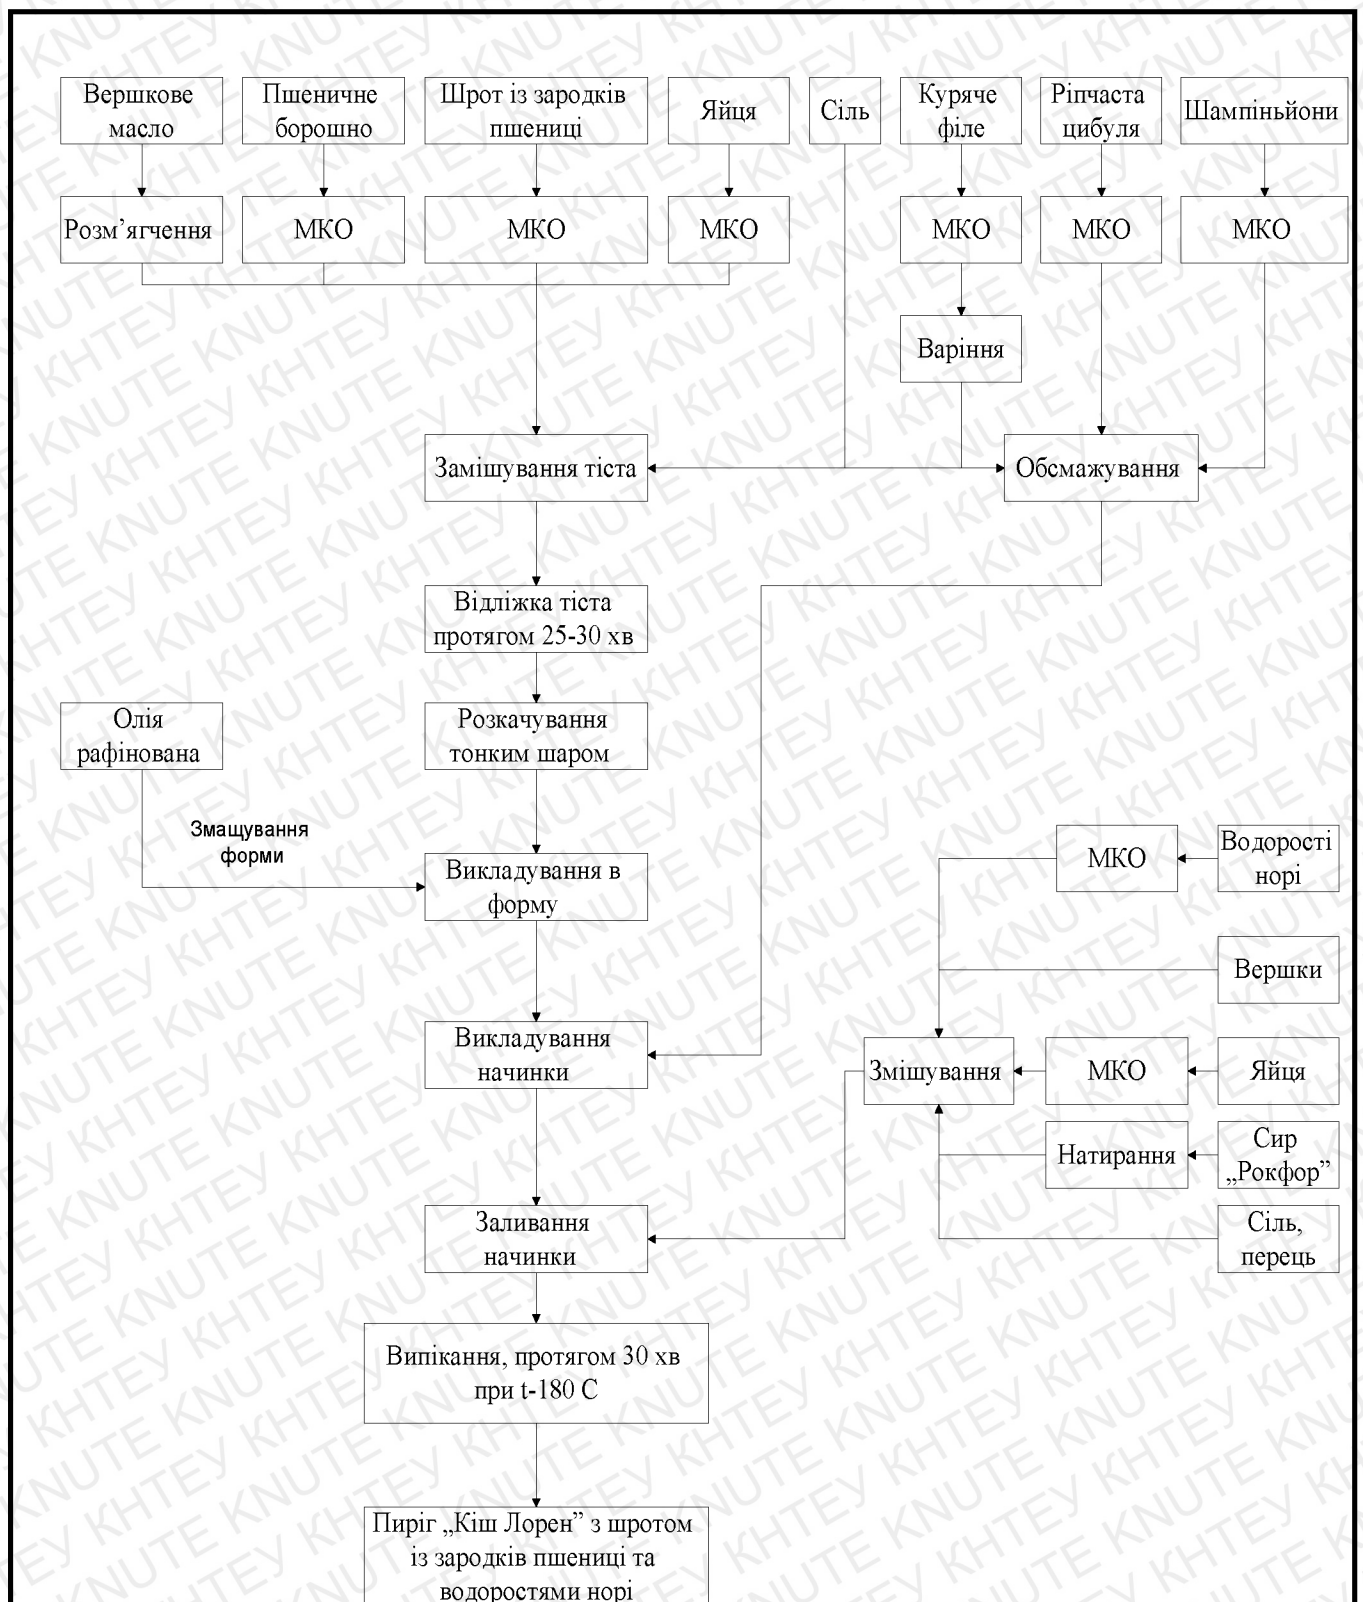 Вершкове
масло
Пшеничне
борошно
Шрот із зародків
пшениці
Яйця
Сіль
Куряче
філе
Ріпчаста
цибуля
Шампіньйони
Розм’ягчення
МКО
МКО
МКО
МКО
МКО
МКО
Варіння
Замішування тіста
Обсмажування
Відліжка тіста
протягом 25-30 хв
Олія
рафінована
Розкачування
тонким шаром
Змащування
форми
Викладування в
форму
МКО
Водорості
норі
Вершки
Викладування
начинки
Змішування
МКО
Яйця
Натирання
Сир
„Рокфор”
Заливання
начинки
Сіль,
перець
Випікання, протягом 30 хв
при t-180 С
Пиріг „Кіш Лорен” з шротом
із зародків пшениці та
водоростями норі